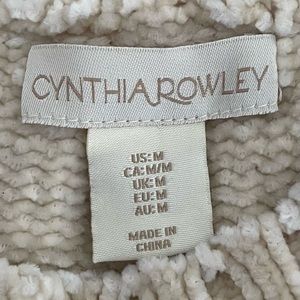 CYNTHIA ROWLEY
US: M
CA: M/M
UK: M
EU: M
AU: M
MADE IN
CHINA